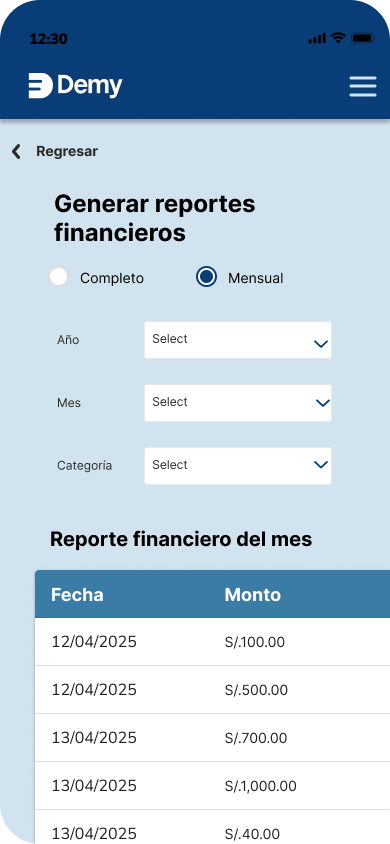 12:30
Demy
Regresar
Generar reportes
financieros
Completo Mensual
Año Select
Mes Select
Categoría Select
Reporte financiero del mes
Fecha Monto
12/04/2025 S/.100.00
12/04/2025 S/.500.00
13/04/2025 S/.700.00
13/04/2025 S/.1,000.00
13/04/2025 S/.40.00